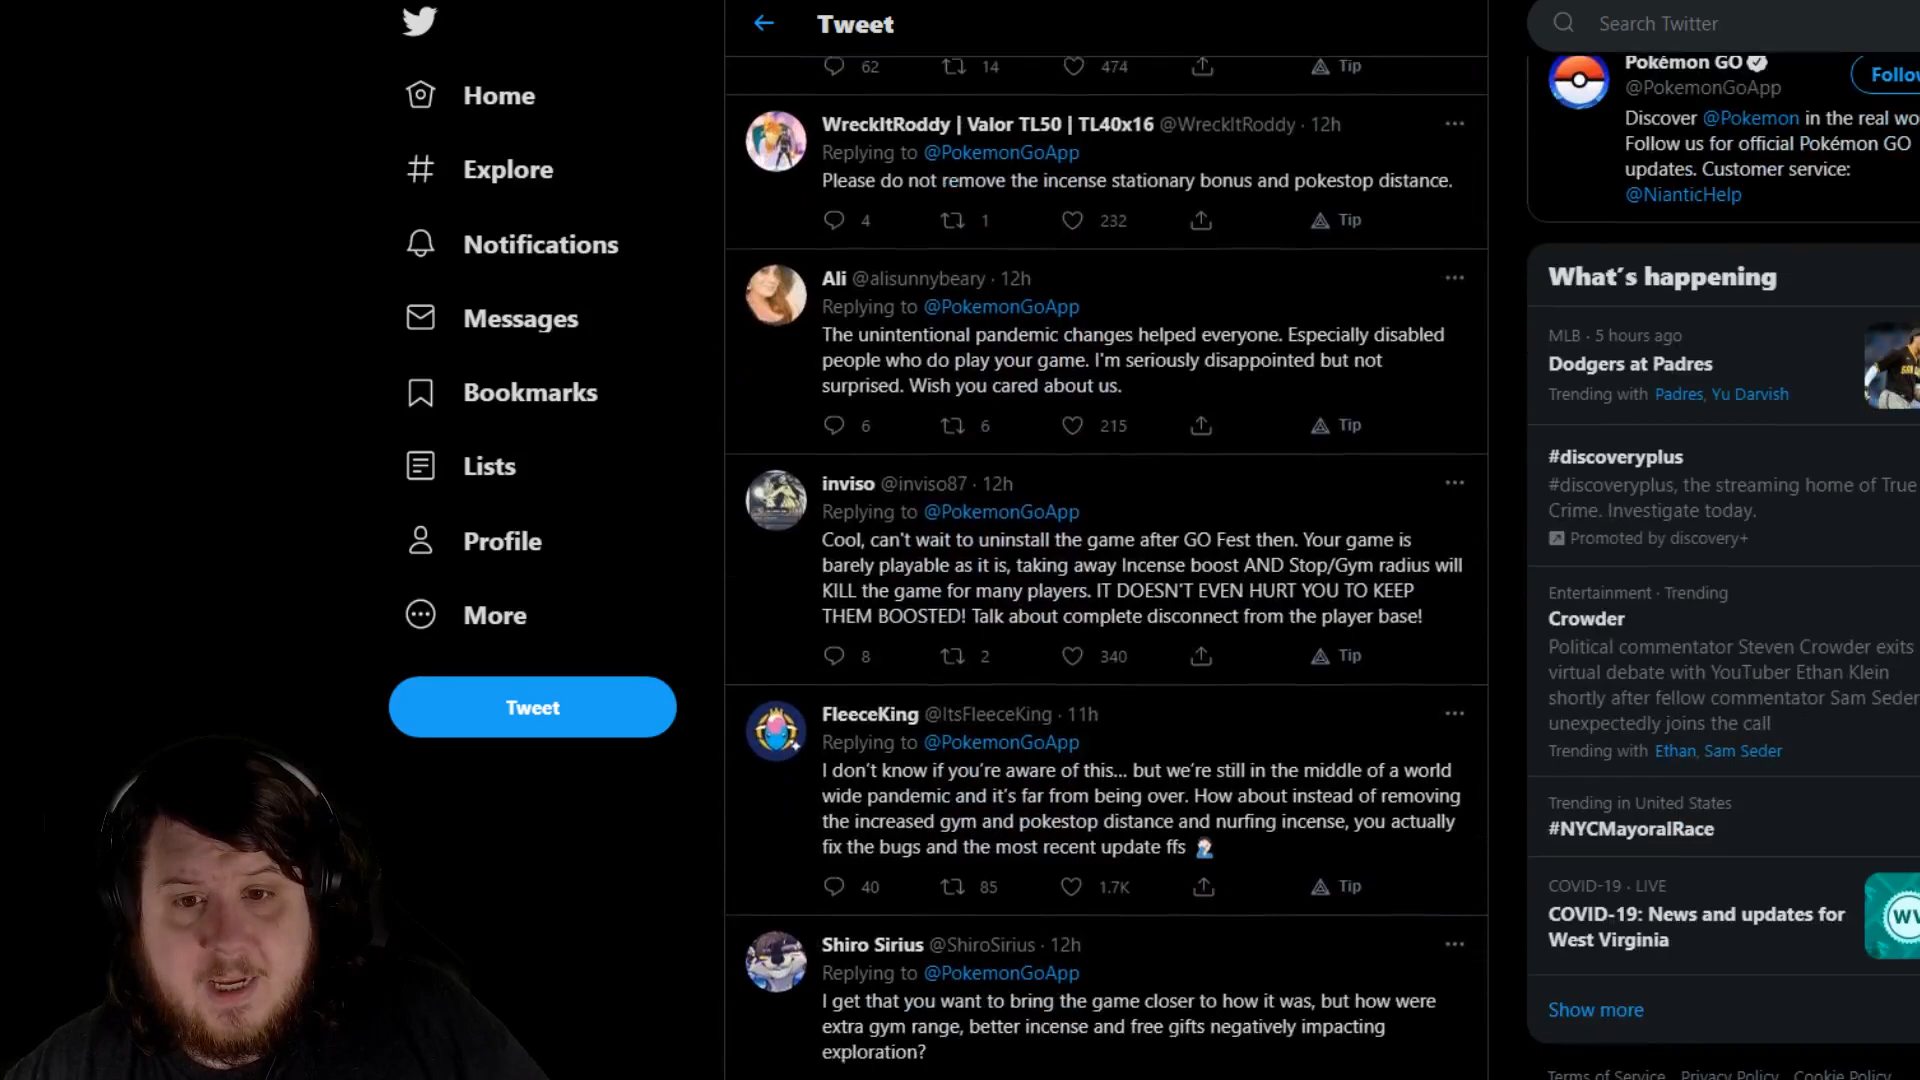 Home
Explore
Notifications
Messages
Bookmarks
Lists
Profile
More
Tweet
Tweet
62 14 474 Tip
WreckItRoddy | Valor TL50 | TL40x16 @WreckItRoddy · 12h
Replying to @PokemonGoApp
Please do not remove the incense stationary bonus and pokestop distance.
4 1 232 Tip
Ali @alisunnybeary · 12h
Replying to @PokemonGoApp
The unintentional pandemic changes helped everyone. Especially disabled
people who do play your game. I'm seriously disappointed but not
surprised. Wish you cared about us.
6 6 215 Tip
inviso @inviso87 · 12h
Replying to @PokemonGoApp
Cool, can't wait to uninstall the game after GO Fest then. Your game is
barely playable as it is, taking away Incense boost AND Stop/Gym radius will
KILL the game for many players. IT DOESN'T EVEN HURT YOU TO KEEP
THEM BOOSTED! Talk about complete disconnect from the player base!
8 2 340 Tip
FleeceKing @ItsFleeceKing · 11h
Replying to @PokemonGoApp
I don't know if you're aware of this... but we're still in the middle of a world
wide pandemic and it's far from being over. How about instead of removing
the increased gym and pokestop distance and nurfing incense, you actually
fix the bugs and the most recent update ffs
40 85 1.7K Tip
Shiro Sirius @ShiroSirius · 12h
Replying to @PokemonGoApp
I get that you want to bring the game closer to how it was, but how were
extra gym range, better incense and free gifts negatively impacting
exploration?
Search Twitter
Pokémon GO
@PokemonGoApp
Follo
Discover @Pokemon in the real wo
Follow us for official Pokémon GO
updates. Customer service:
@NianticHelp
What's happening
MLB · 5 hours ago
Dodgers at Padres
Trending with Padres, Yu Darvish
#discoveryplus
#discoveryplus, the streaming home of True
Crime. Investigate today.
Promoted by discovery+
Entertainment · Trending
Crowder
Political commentator Steven Crowder exits
virtual debate with YouTuber Ethan Klein
shortly after fellow commentator Sam Seder
unexpectedly joins the call
Trending with Ethan, Sam Seder
Trending in United States
#NYCMayoralRace
COVID-19 · LIVE
COVID-19: News and updates for
West Virginia
WV
Show more
Terms of Service Privacy Policy Cookie Policy